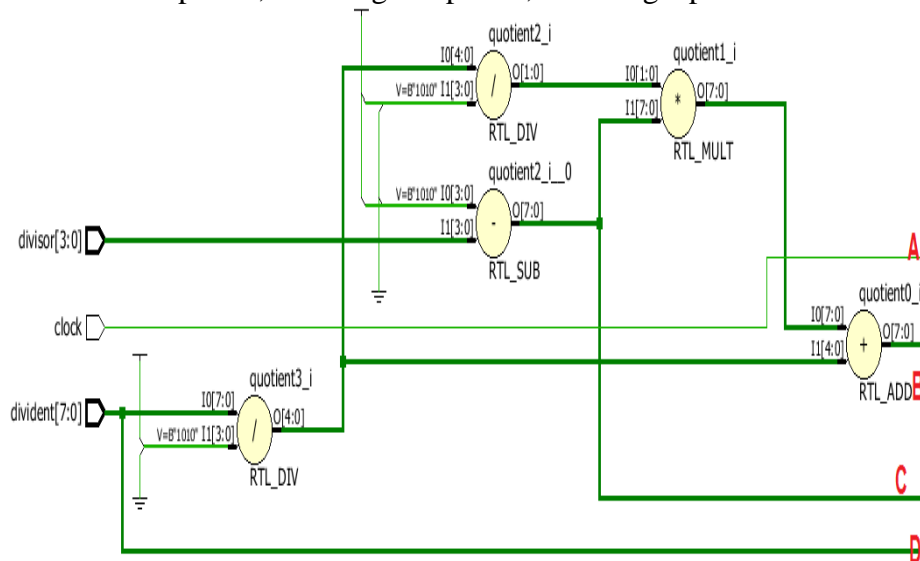 quotient2_i
I0[4:0]
O[1:0]
V=B"1010" I1[3:0]
/
RTL_DIV
quotient1_i
I0[1:0]
O[7:0]
I1[7:0]
*
RTL_MULT
quotient2_i__0
V=B"1010" I0[3:0]
O[7:0]
I1[3:0]
-
RTL_SUB
divisor[3:0]
A
clock
quotient0_i
I0[7:0]
O[7:0]
I1[4:0]
+
RTL_ADD
B
quotient3_i
divident[7:0]
I0[7:0]
O[4:0]
V=B"1010" I1[3:0]
/
RTL_DIV
C
D